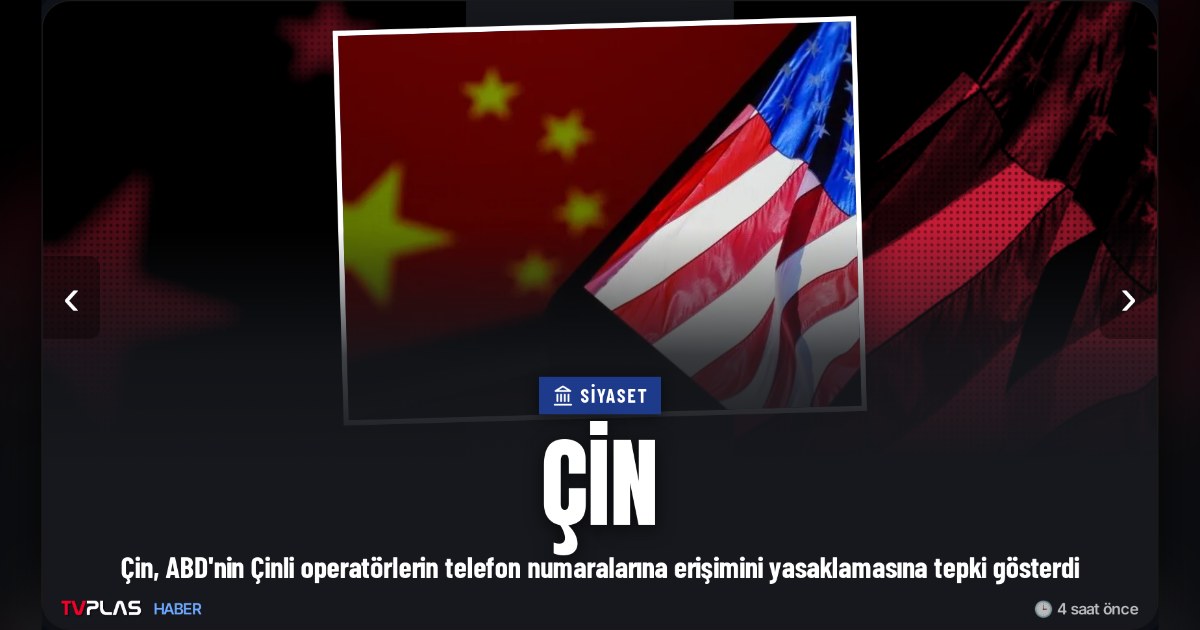 SİYASET
ÇİN
Çin, ABD'nin Çinli operatörlerin telefon numaralarına erişimini yasaklamasına tepki gösterdi
TVPLAS HABER
4 saat önce